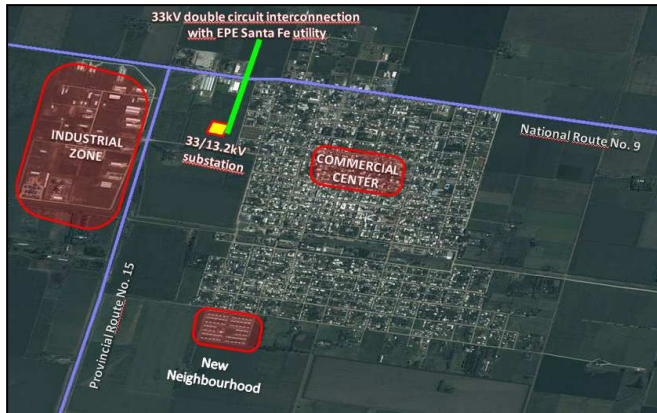 33kV double circuit interconnection
with EPE Santa Fe utility
INDUSTRIAL
ZONE
33/13.2kV
substation
COMMERCIAL
CENTER
National Route No. 9
Provincial Route No. 15
New
Neighbourhood